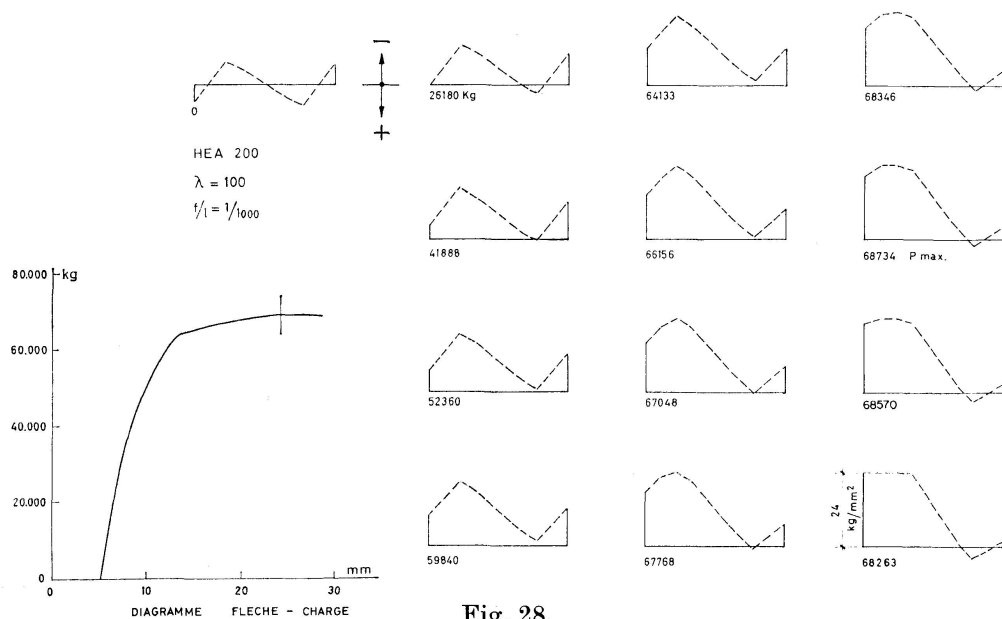 −
+
0
HEA 200
λ = 100
f/l = 1/1000
26180 Kg
64133
68346
41888
66156
68734 P max.
52360
67048
68570
59840
67768
68263
24
kg/mm²
80.000
kg
60.000
40.000
20.000
0
10
20
30
mm
DIAGRAMME FLECHE - CHARGE
Fig. 28